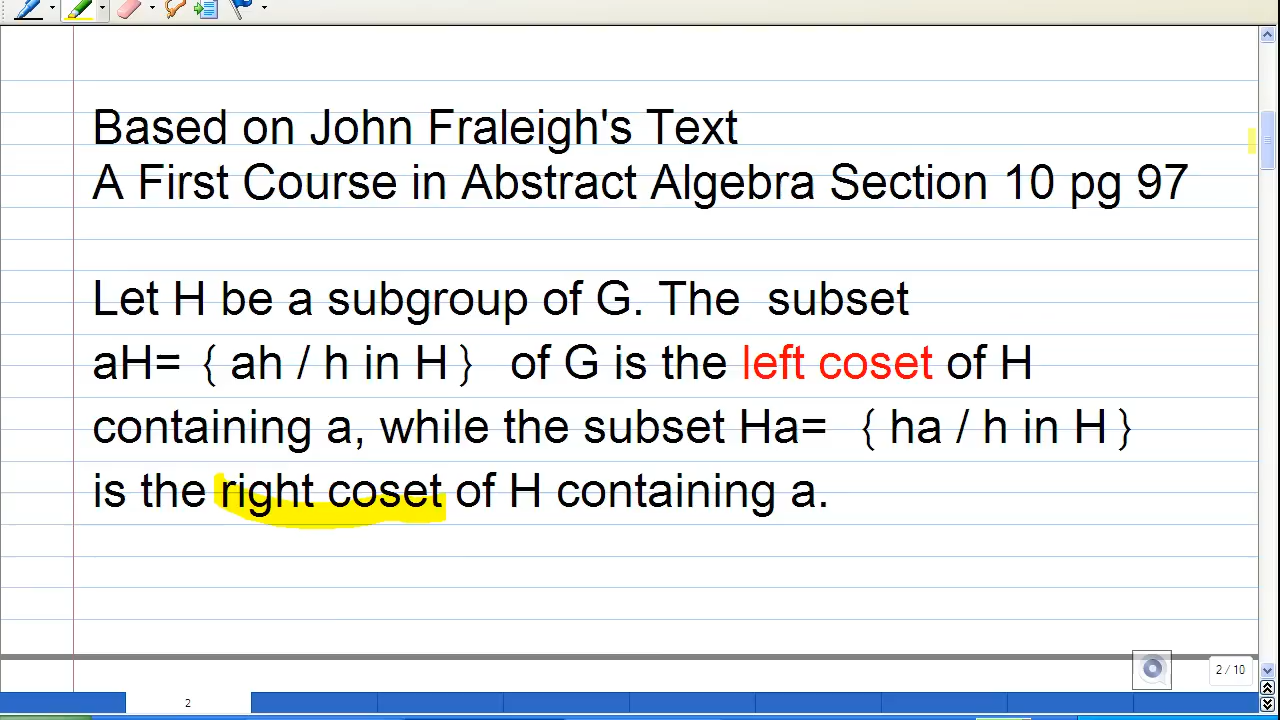 Based on John Fraleigh's Text
A First Course in Abstract Algebra Section 10 pg 97
Let H be a subgroup of G. The  subset
aH= { ah / h in H }  of G is the left coset of H
containing a, while the subset Ha=  { ha / h in H }
is the right coset of H containing a.
2 / 10
2